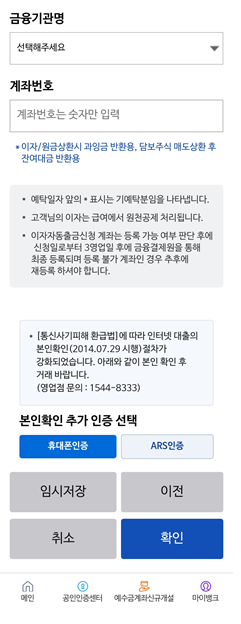 금융기관명
선택해주세요
계좌번호
계좌번호는 숫자만 입력
* 이자/원금상환시 과잉금 반환용, 담보주식 매도상환 후
잔여대금 반환용
• 예탁일자 앞의 * 표시는 기예탁분임을 나타냅니다.
• 고객님의 이자는 급여에서 원천공제 처리됩니다.
• 이자자동출금신청 계좌는 등록 가능 여부 판단 후에
신청일로부터 3영업일 후에 금융결제원을 통해
최종 등록되며 등록 불가 계좌인 경우 추후에
재등록 하셔야 합니다.
• [통신사기피해 환급법]에 따라 인터넷 대출의
본인확인(2014.07.29 시행)절차가
강화되었습니다. 아래와 같이 본인 확인 후
거래 바랍니다.
(영업점 문의 : 1544-8333)
본인확인 추가 인증 선택
휴대폰인증 ARS인증
임시저장 이전
취소 확인
메인 공인인증센터 예수금계좌신규개설 마이뱅크